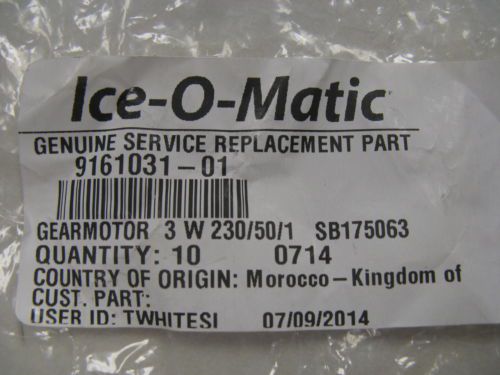 Ice-O-Matic
GENUINE SERVICE REPLACEMENT PART
9161031-01
GEARMOTOR 3 W 230/50/1 SB175063
QUANTITY: 10 0714
COUNTRY OF ORIGIN: Morocco-Kingdom of
CUST. PART:
USER ID: TWHITESI 07/09/2014